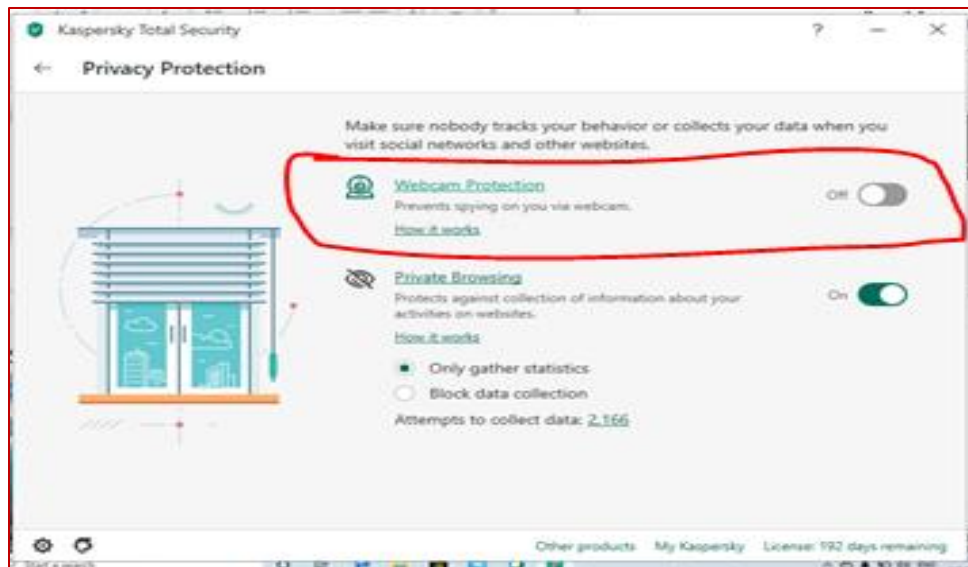 Kaspersky Total Security
?
Privacy Protection
Make sure nobody tracks your behavior or collects your data when you
visit social networks and other websites.
Webcam Protection
Off
Prevents spying on you via webcam.
How it works
Private Browsing
On
Protects against collection of information about your
activities on websites.
How it works
Only gather statistics
Block data collection
Attempts to collect data: 2,166
Other products My Kaspersky License: 192 days remaining